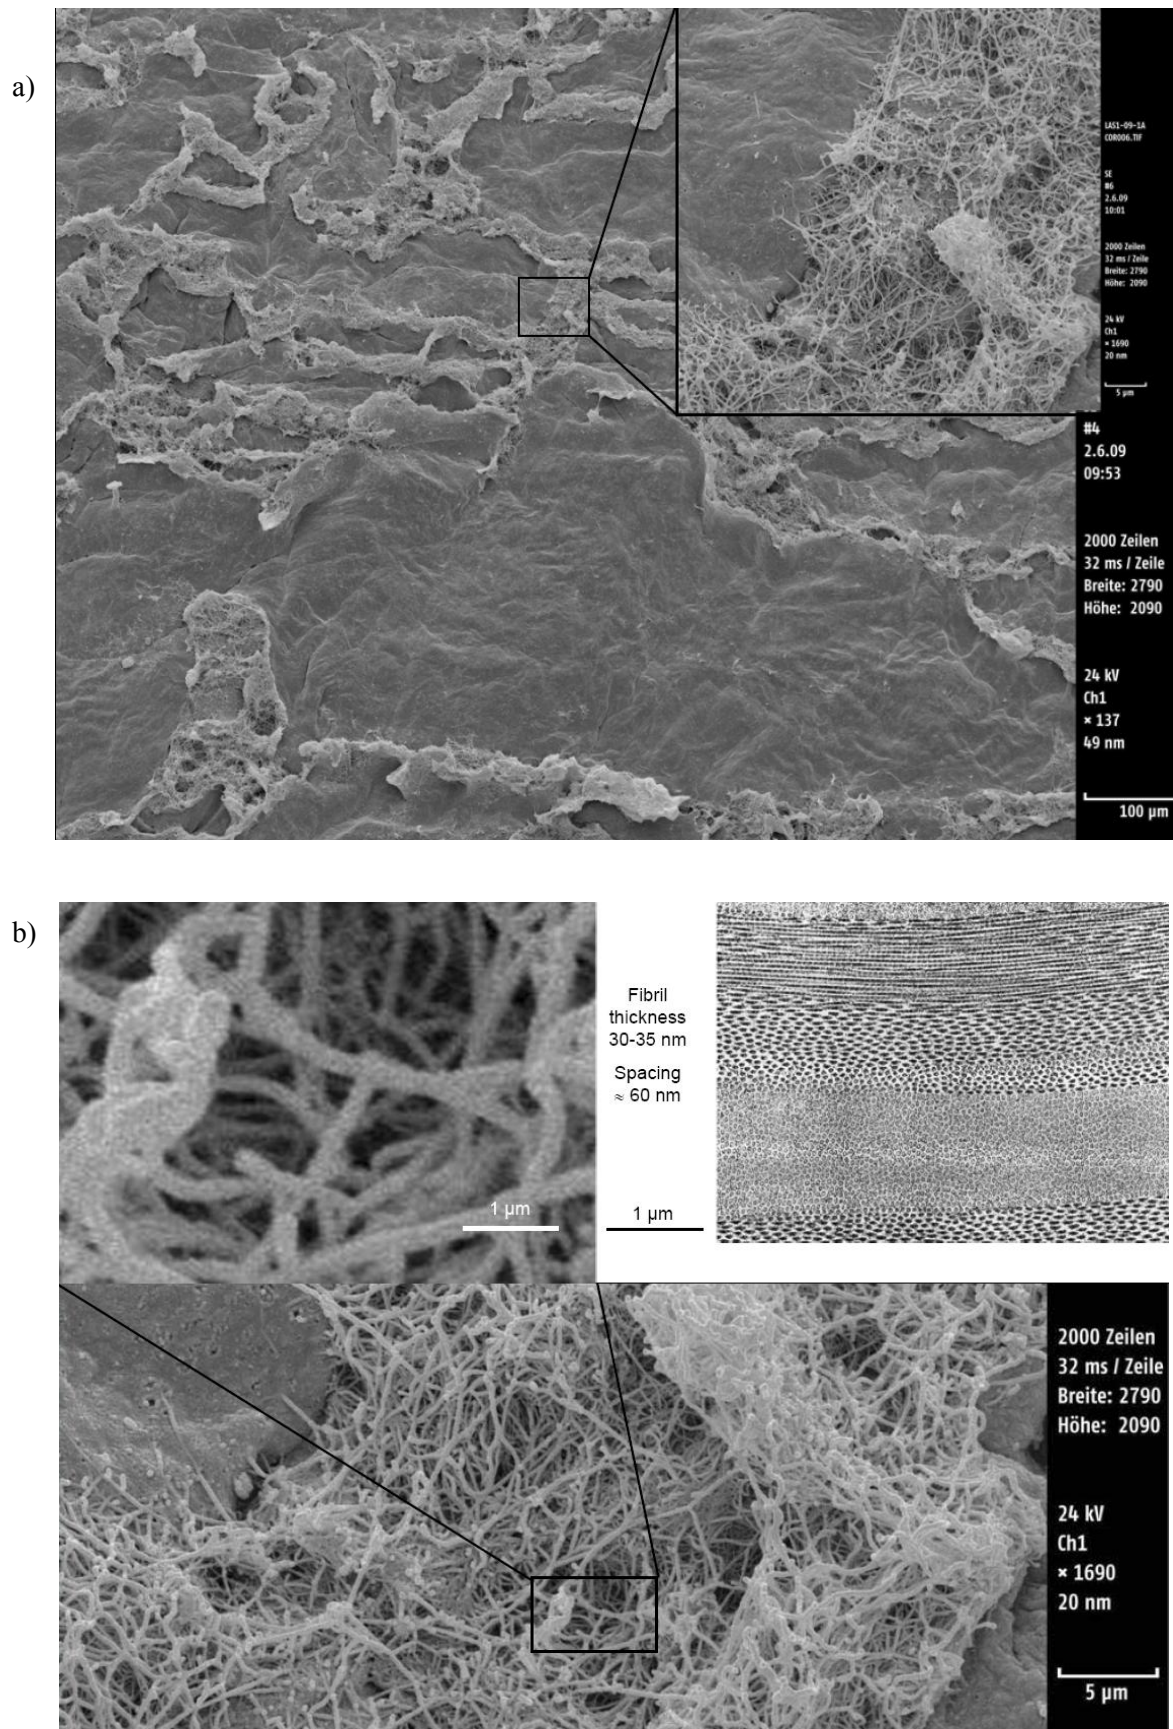 a)
LAS1-09-1A
COR006.TIF
SE
#6
2.6.09
10:01
2000 Zeilen
32 ms / Zeile
Breite: 2790
Höhe: 2090
24 kV
Ch1
× 1690
20 nm
5 µm
#4
2.6.09
09:53
2000 Zeilen
32 ms / Zeile
Breite: 2790
Höhe: 2090
24 kV
Ch1
× 137
49 nm
100 µm
b)
Fibril
thickness
30-35 nm
Spacing
≈ 60 nm
1 µm
1 µm
2000 Zeilen
32 ms / Zeile
Breite: 2790
Höhe: 2090
24 kV
Ch1
× 1690
20 nm
5 µm